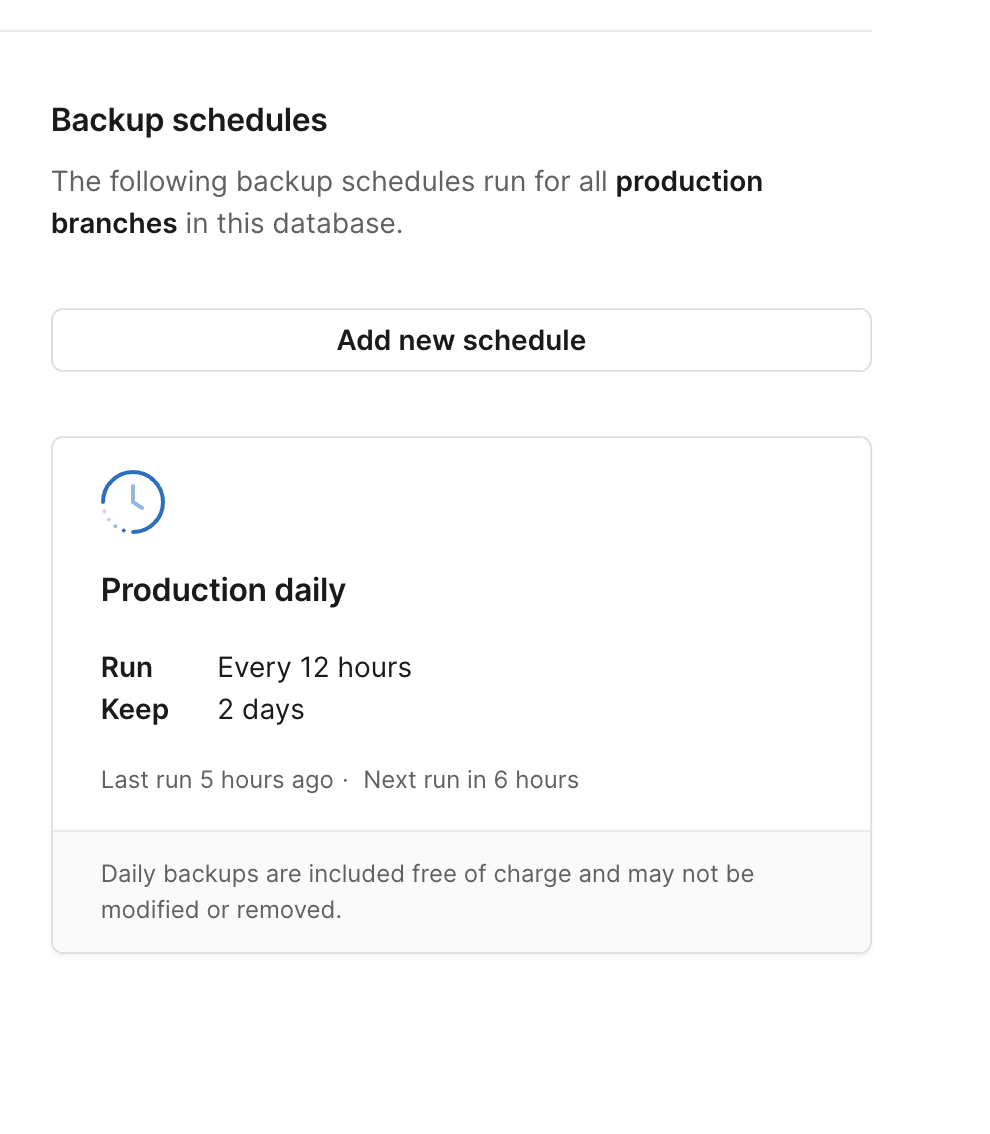 Backup schedules
The following backup schedules run for all production
branches in this database.
Add new schedule
Production daily
Run Every 12 hours
Keep 2 days
Last run 5 hours ago · Next run in 6 hours
Daily backups are included free of charge and may not be
modified or removed.